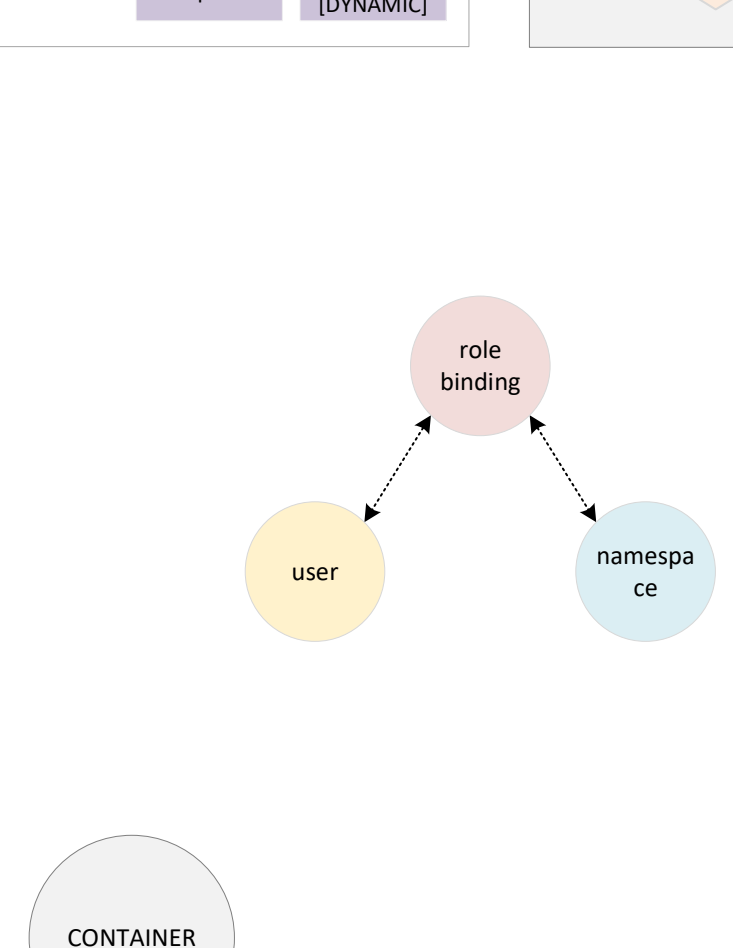 [DYNAMIC]
role
binding
user
namespa
ce
CONTAINER